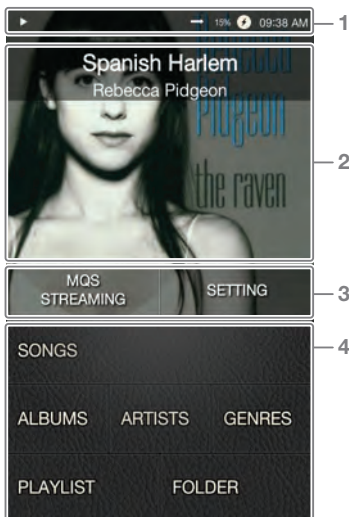 15% 09:38 AM 1
Spanish Harlem
Rebecca Pidgeon
Rebecca
Pidgeon
the raven
2
MQS
STREAMING
SETTING
3
SONGS
4
ALBUMS ARTISTS GENRES
PLAYLIST FOLDER